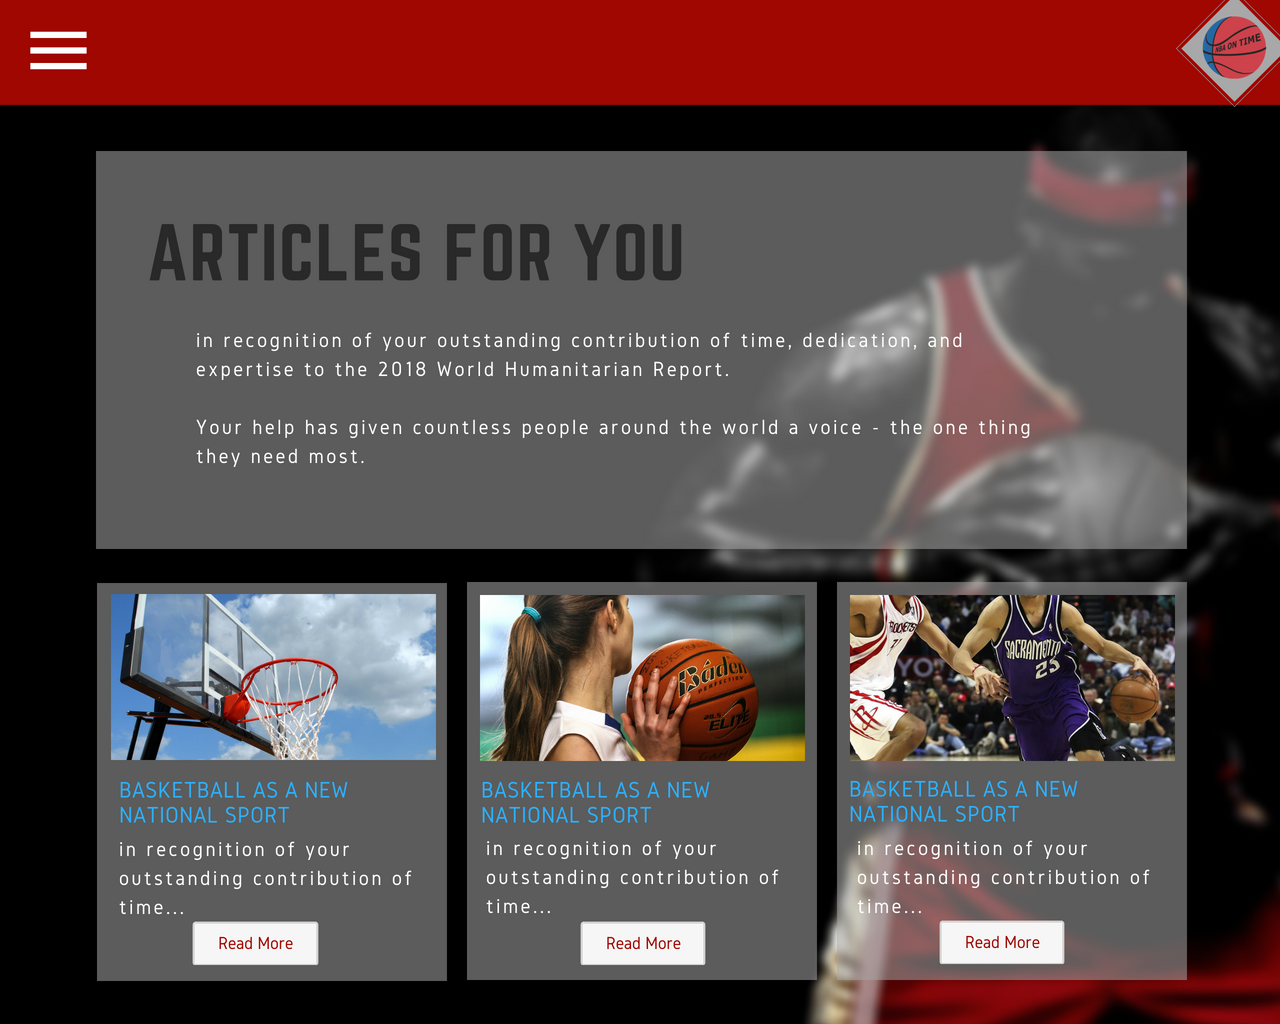 NBA ON TIME
ARTICLES FOR YOU
in recognition of your outstanding contribution of time, dedication, and
expertise to the 2018 World Humanitarian Report.
Your help has given countless people around the world a voice - the one thing
they need most.
Báden
PERFECTION
28.5
ELITE
ROCKETS
SACRAMENTO
23
BASKETBALL AS A NEW
NATIONAL SPORT
in recognition of your
outstanding contribution of
time...
Read More
BASKETBALL AS A NEW
NATIONAL SPORT
in recognition of your
outstanding contribution of
time...
Read More
BASKETBALL AS A NEW
NATIONAL SPORT
in recognition of your
outstanding contribution of
time...
Read More